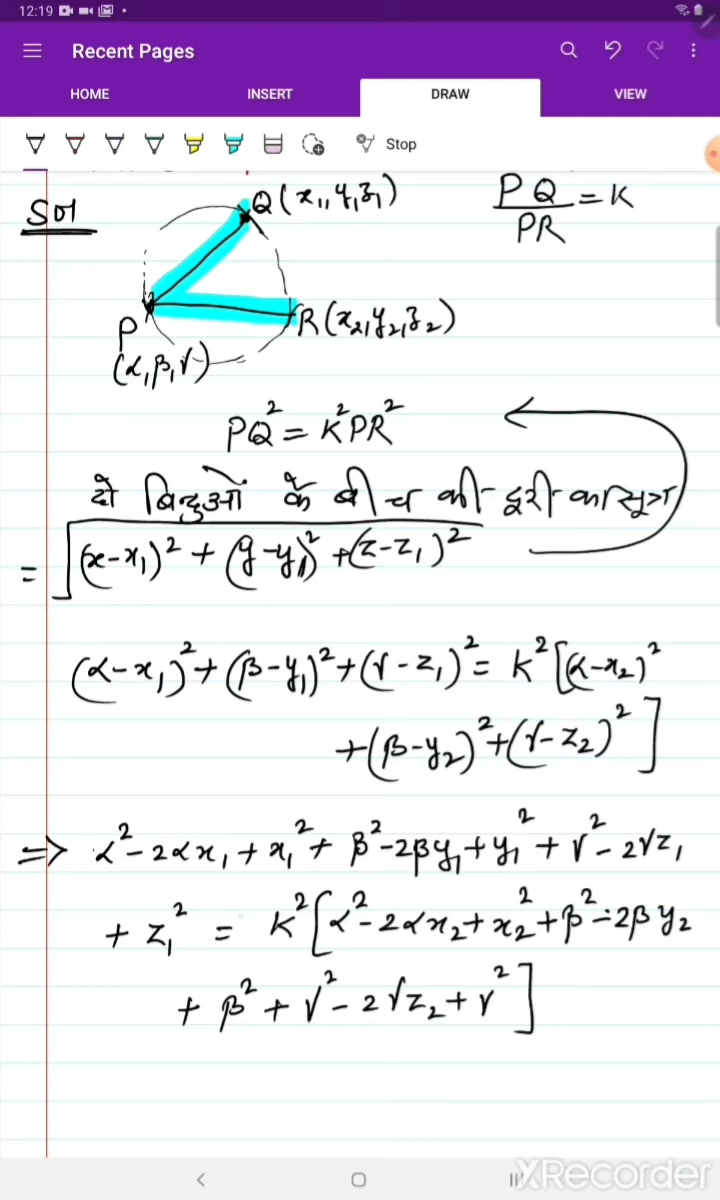 12:19
Recent Pages
HOME INSERT DRAW VIEW
Stop
Sol
Q(x₁,y₁,z₁)
PQ/PR = K
R(x₂,y₂,z₂)
P
(α,β,γ)
PQ² = K²PR²
दो बिन्दुओं के बीच की दूरी का सूत्र
= √(x-x₁)² + (y-y₁)² + (z-z₁)²
(α-x₁)² + (β-y₁)² + (γ-z₁)² = K²[(α-x₂)²
+(β-y₂)² + (γ-z₂)²]
=> α² - 2αx₁ + x₁² + β² - 2βy₁ + y₁² + γ² - 2γz₁
+ z₁² = K²[α² - 2αx₂ + x₂² + β² - 2βy₂
+ β² + γ² - 2γz₂ + γ²]
XRecorder